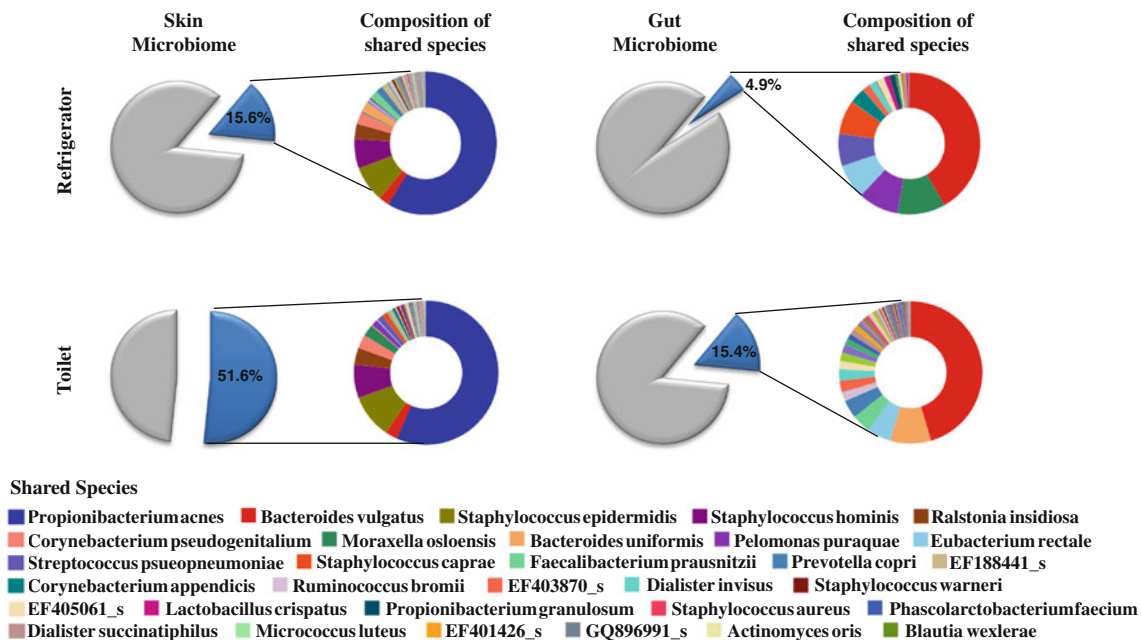 Skin Microbiome
Composition of shared species
Gut Microbiome
Composition of shared species
Refrigerator
15.6%
4.9%
Toilet
51.6%
15.4%
Shared Species
Propionibacterium acnes Bacteroides vulgatus Staphylococcus epidermidis Staphylococcus hominis Ralstonia insidiosa
Corynebacterium pseudogenitalium Moraxella osloensis Bacteroides uniformis Pelomonas puraquae Eubacterium rectale
Streptococcus psueopneumoniae Staphylococcus caprae Faecalibacterium prausnitzii Prevotella copri EF188441_s
Corynebacterium appendicis Ruminococcus bromii EF403870_s Dialister invisus Staphylococcus warneri
EF405061_s Lactobacillus crispatus Propionibacterium granulosum Staphylococcus aureus Phascolarctobacterium faecium
Dialister succinatiphilus Micrococcus luteus EF401426_s GQ896991_s Actinomyces oris Blautia wexlerae